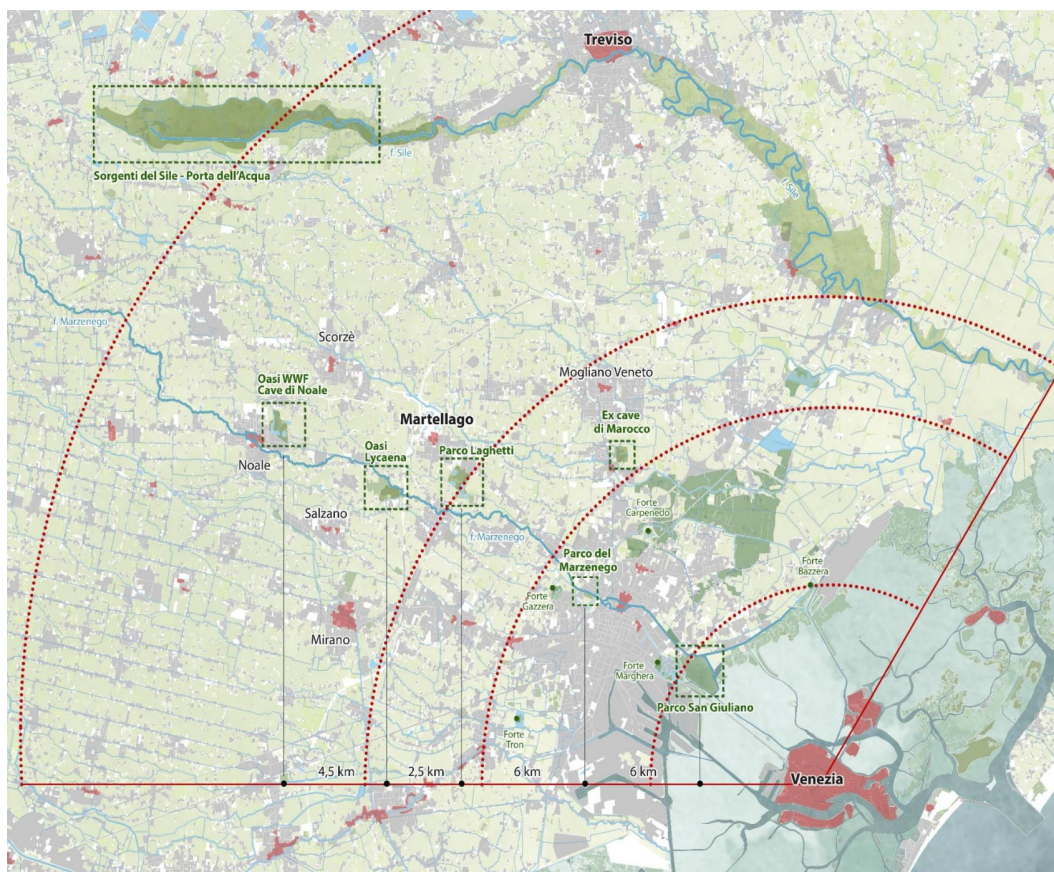 Treviso
f. Sile
Sorgenti del Sile - Porta dell'Acqua
f. Sile
f. Marzenego
Scorzè
Mogliano Veneto
Oasi WWF
Cave di Noale
Martellago
Ex cave
di Marocco
Oasi
Lycaena
Parco Laghetti
Noale
Salzano
Forte
Carpenedo
f. Marzenego
Parco del
Marzenego
Forte
Bazzera
Forte
Gazzera
Mirano
Forte
Marghera
Parco San Giuliano
Forte
Tron
4,5 km
2,5 km
6 km
6 km
Venezia